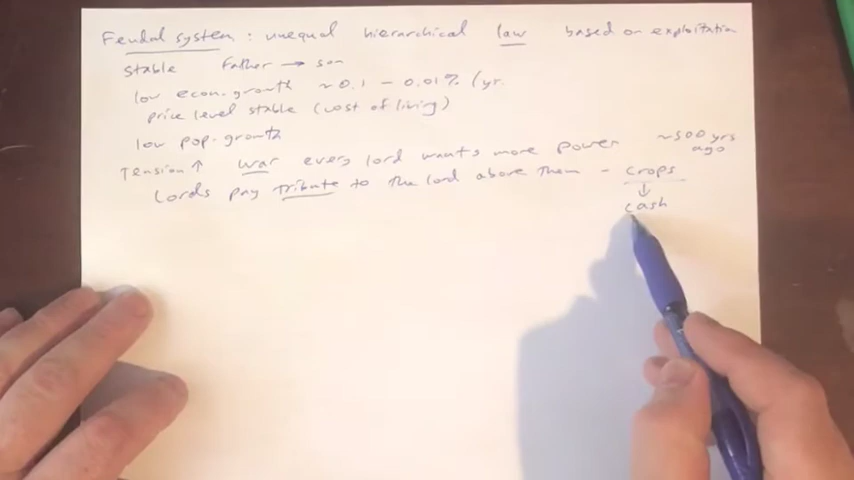 Feudal system : unequal hierarchical law based on exploitation
stable Father → son
low econ. growth ~0.1 - 0.01% /yr.
price level stable (cost of living)
low pop. growth
Tension ↑ war every lord wants more power ~500 yrs ago
Lords pay tribute to the lord above them - crops
↓
cash